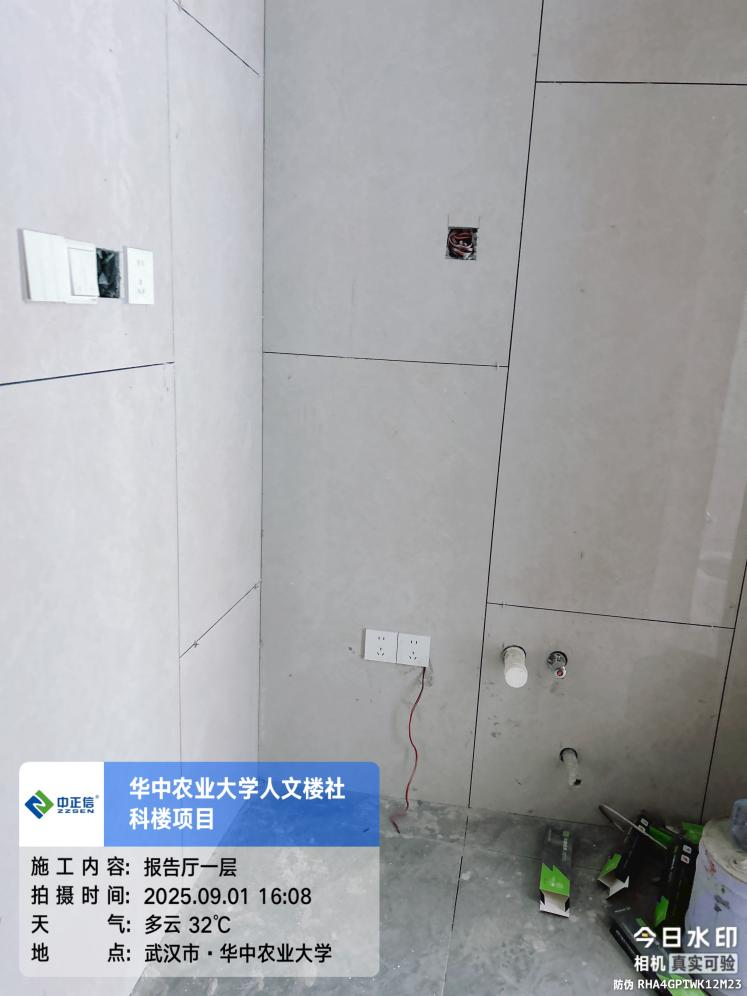 中正信®
ZZSEN
华中农业大学人文楼社
科楼项目
施工内容: 报告厅一层
拍摄时间: 2025.09.01 16:08
天气: 多云 32℃
地点: 武汉市·华中农业大学
今日水印
相机 真实可验
防伪 RHA4GPTWK12M23